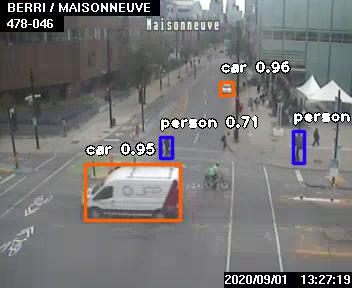 BERRI / MAISONNEUVE
478-046
Maisonneuve
car 0.96
person
person 0.71
car 0.95
2020/09/01 13:27:19